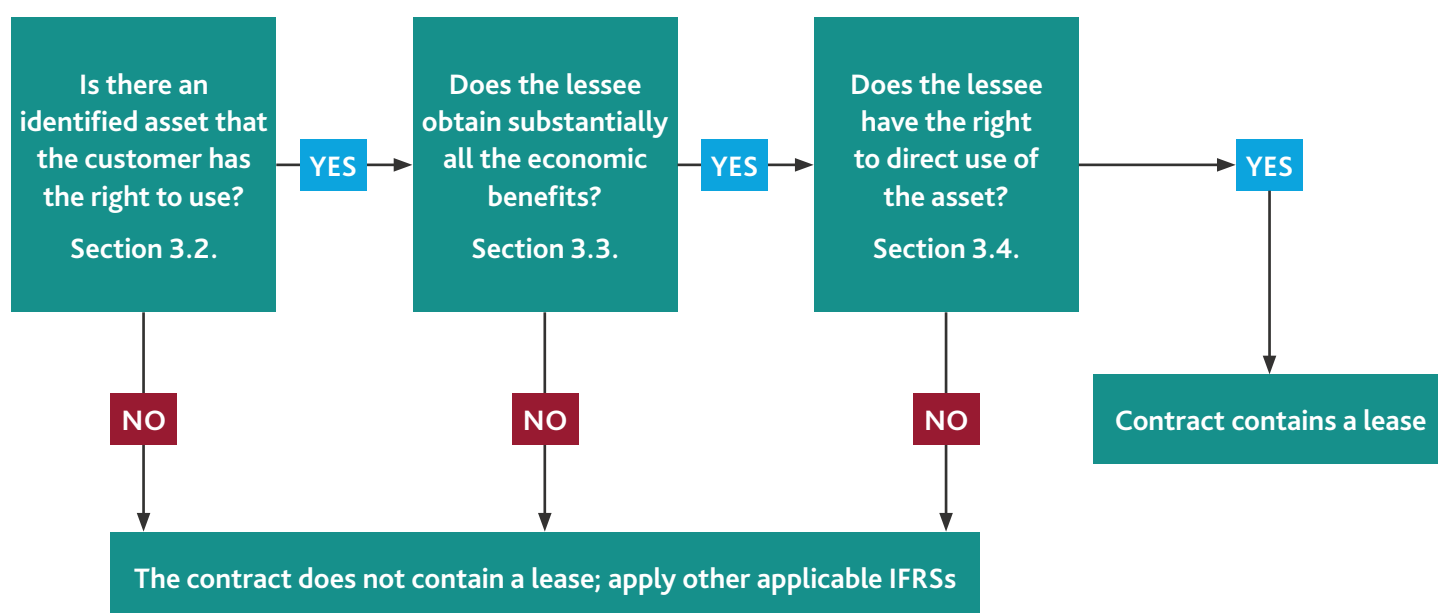 Is there an
identified asset that
the customer has
the right to use?
Section 3.2.
YES
Does the lessee
obtain substantially
all the economic
benefits?
Section 3.3.
YES
Does the lessee
have the right
to direct use of
the asset?
Section 3.4.
YES
NO
NO
NO
Contract contains a lease
The contract does not contain a lease; apply other applicable IFRSs